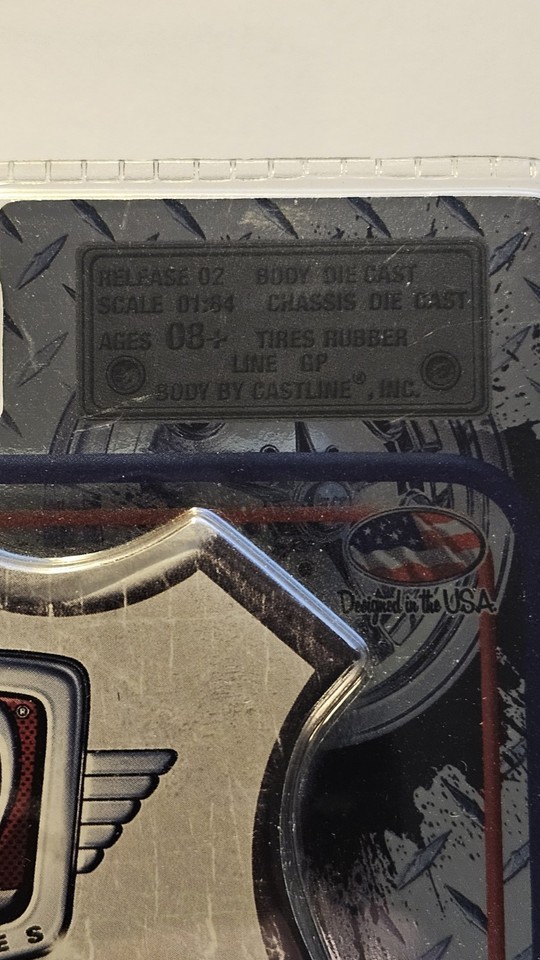 RELEASE 02 BODY DIE CAST
SCALE 01:64 CHASSIS DIE CAST
AGES 08+ TIRES RUBBER
LINE GP
BODY BY CASTLINE®, INC.
Designed in the USA
®
ES